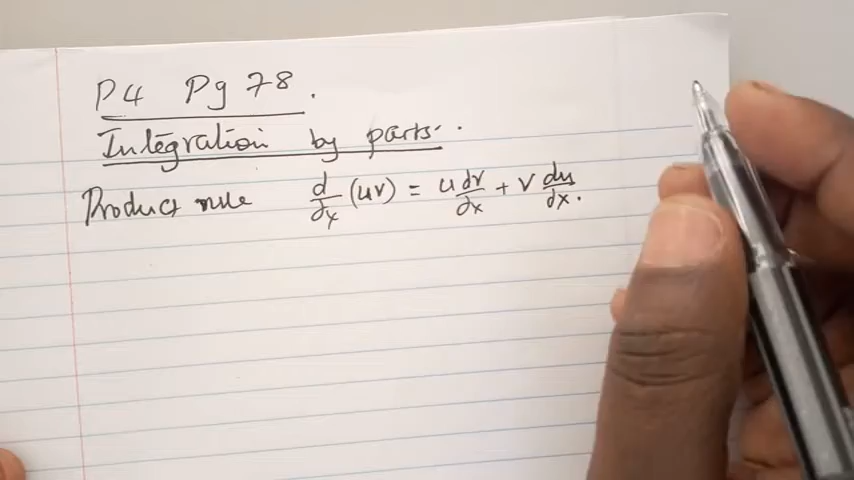 P4 Pg 78.
Integration by parts.
Product rule d/dx (uv) = u dv/dx + v du/dx.